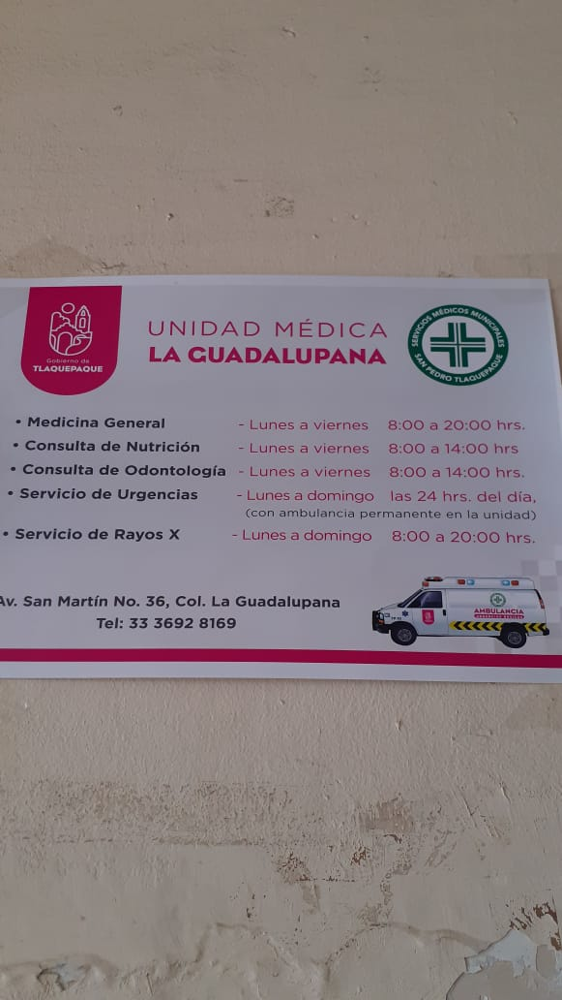 Gobierno de
TLAQUEPAQUE
UNIDAD MÉDICA
LA GUADALUPANA
SERVICIOS MÉDICOS MUNICIPALES
SAN PEDRO TLAQUEPAQUE
• Medicina General - Lunes a viernes 8:00 a 20:00 hrs.
• Consulta de Nutrición - Lunes a viernes 8:00 a 14:00 hrs
• Consulta de Odontología - Lunes a viernes 8:00 a 14:00 hrs.
• Servicio de Urgencias - Lunes a domingo las 24 hrs. del día,
(con ambulancia permanente en la unidad)
• Servicio de Rayos X - Lunes a domingo 8:00 a 20:00 hrs.
Av. San Martín No. 36, Col. La Guadalupana
Tel: 33 3692 8169
AMBULANCIA
URGENCIAS MÉDICAS